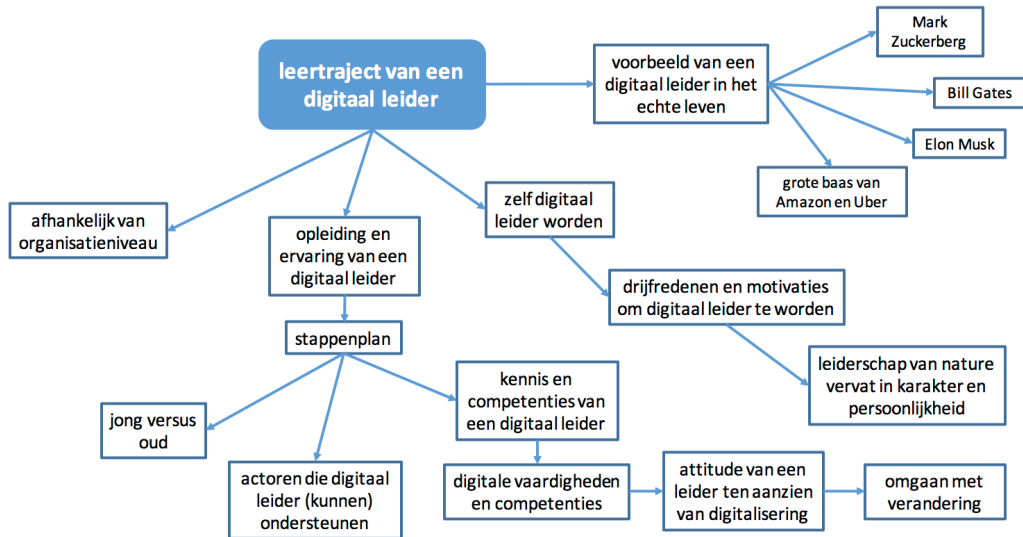 leertraject van een
digitaal leider
voorbeeld van een
digitaal leider in het
echte leven
Mark
Zuckerberg
Bill Gates
Elon Musk
grote baas van
Amazon en Uber
afhankelijk van
organisatieniveau
opleiding en
ervaring van een
digitaal leider
zelf digitaal
leider worden
drijfredenen en motivaties
om digitaal leider te worden
leiderschap van nature
vervat in karakter en
persoonlijkheid
stappenplan
jong versus
oud
actoren die digitaal
leider (kunnen)
ondersteunen
kennis en
competenties van
een digitaal leider
digitale vaardigheden
en competenties
attitude van een
leider ten aanzien
van digitalisering
omgaan met
verandering